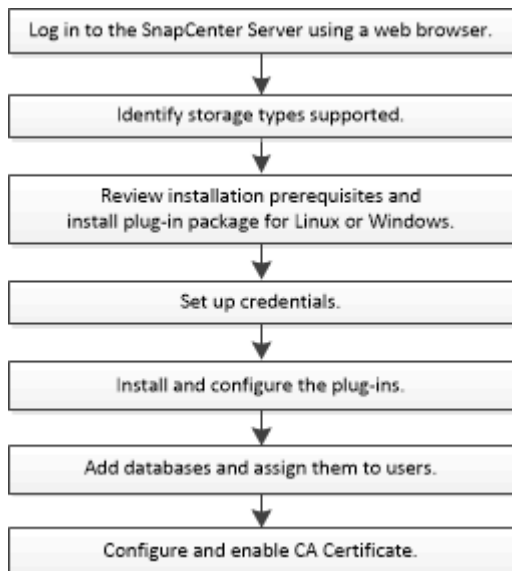 Log in to the SnapCenter Server using a web browser.
Identify storage types supported.
Review installation prerequisites and
install plug-in package for Linux or Windows.
Set up credentials.
Install and configure the plug-ins.
Add databases and assign them to users.
Configure and enable CA Certificate.